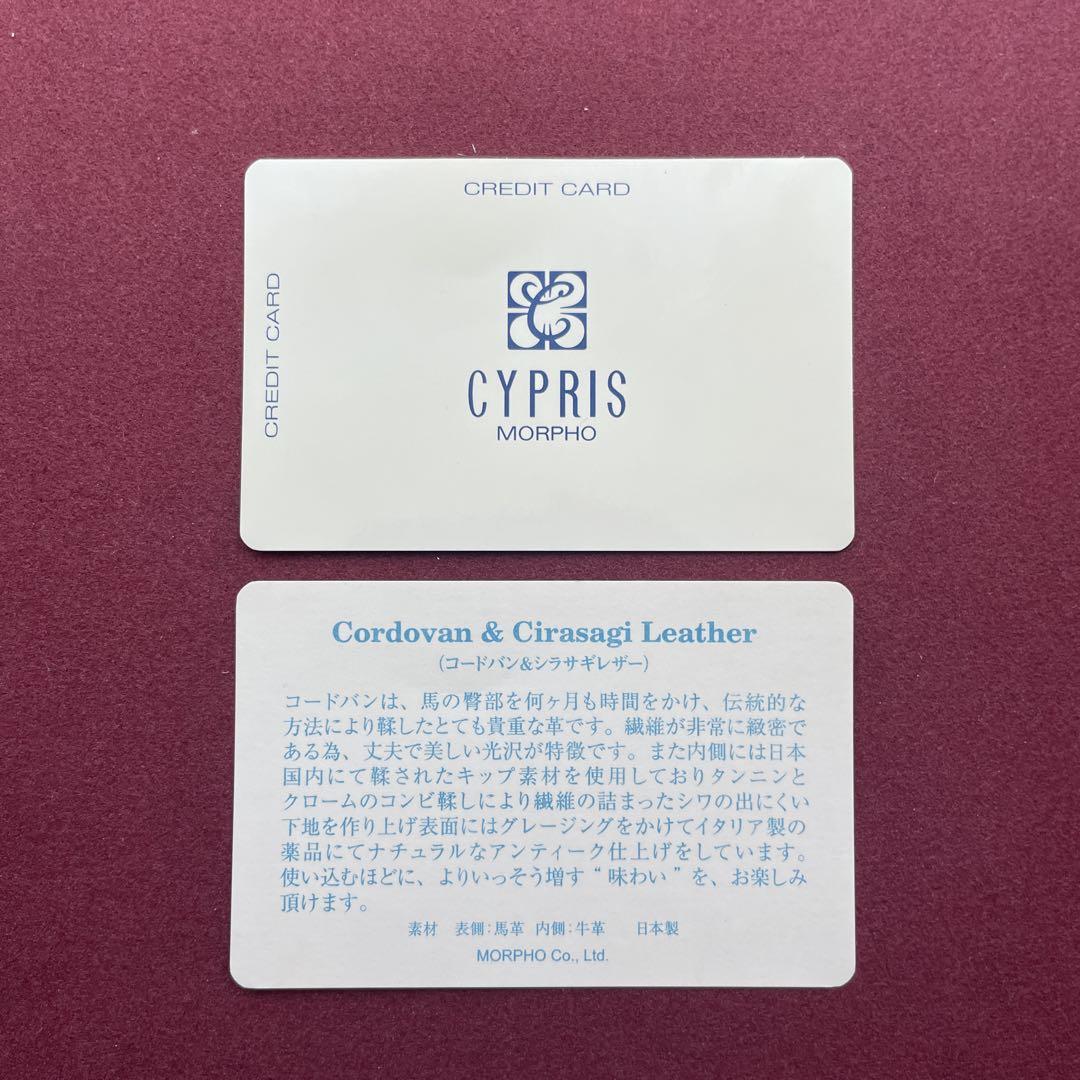 CREDIT CARD
CREDIT CARD
CYPRIS
MORPHO
Cordovan & Cirasagi Leather
(コードバン&シラサギレザー)
コードバンは、馬の臀部を何ヶ月も時間をかけ、伝統的な
方法により鞣したとても貴重な革です。繊維が非常に緻密で
ある為、丈夫で美しい光沢が特徴です。また内側には日本
国内にて鞣されたキップ素材を使用しておりタンニンと
クロームのコンビ鞣しにより繊維の詰まったシワの出にくい
下地を作り上げ表面にはグレージングをかけてイタリア製の
薬品にてナチュラルなアンティーク仕上げをしています。
使い込むほどに、よりいっそう増す“味わい”を、お楽しみ
頂けます。
素材 表側:馬革 内側:牛革 日本製
MORPHO Co., Ltd.